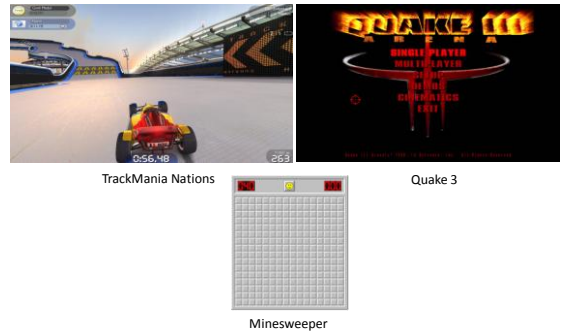 0:56.48
263
QUAKE III
ARENA
SINGLE PLAYER
MULTIPLAYER
SETUP
DEMOS
CINEMATICS
EXIT
TrackMania Nations
Quake 3
Minesweeper